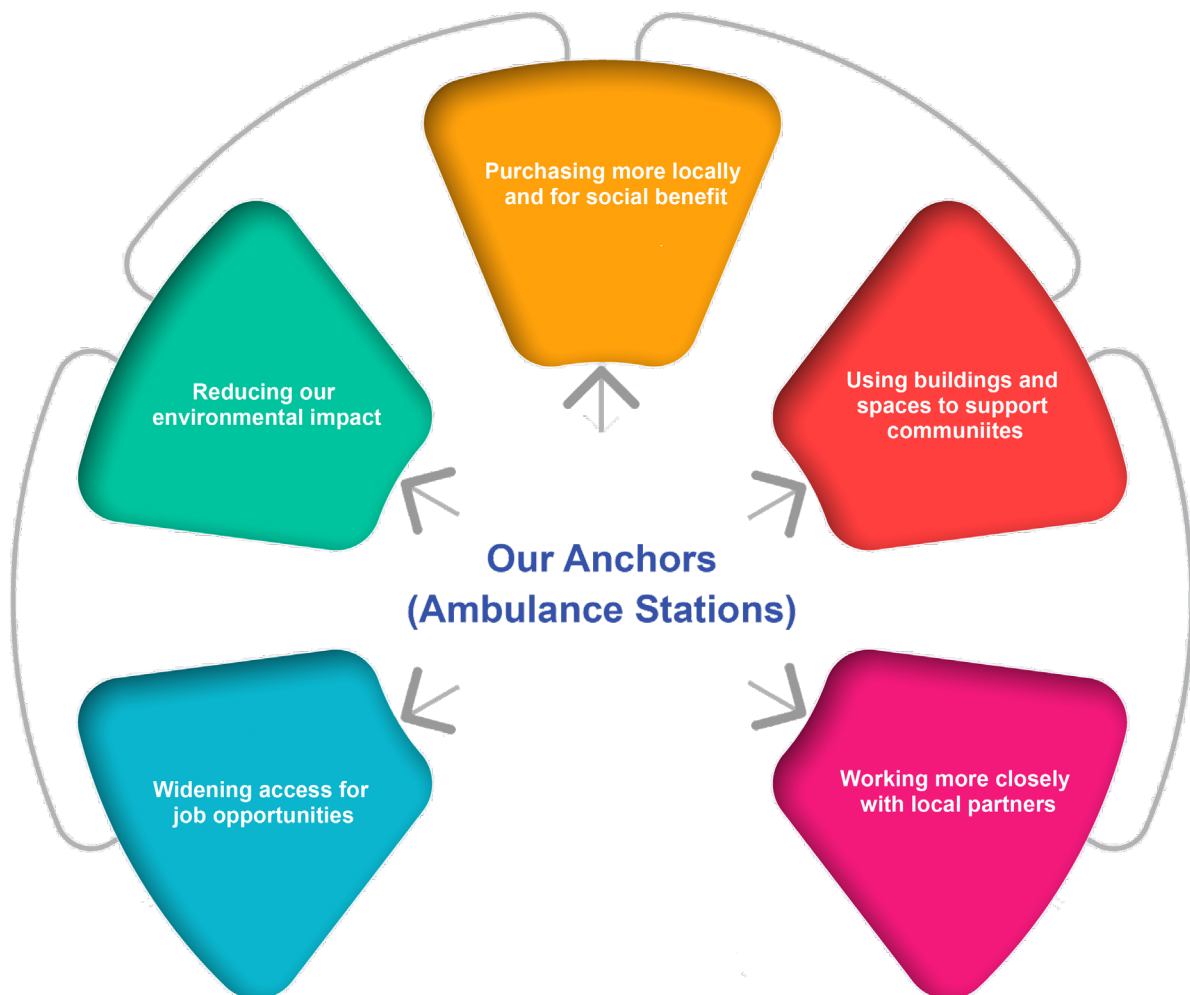 Purchasing more locally
and for social benefit
Reducing our
environmental impact
Using buildings and
spaces to support
communiites
Our Anchors
(Ambulance Stations)
Widening access for
job opportunities
Working more closely
with local partners